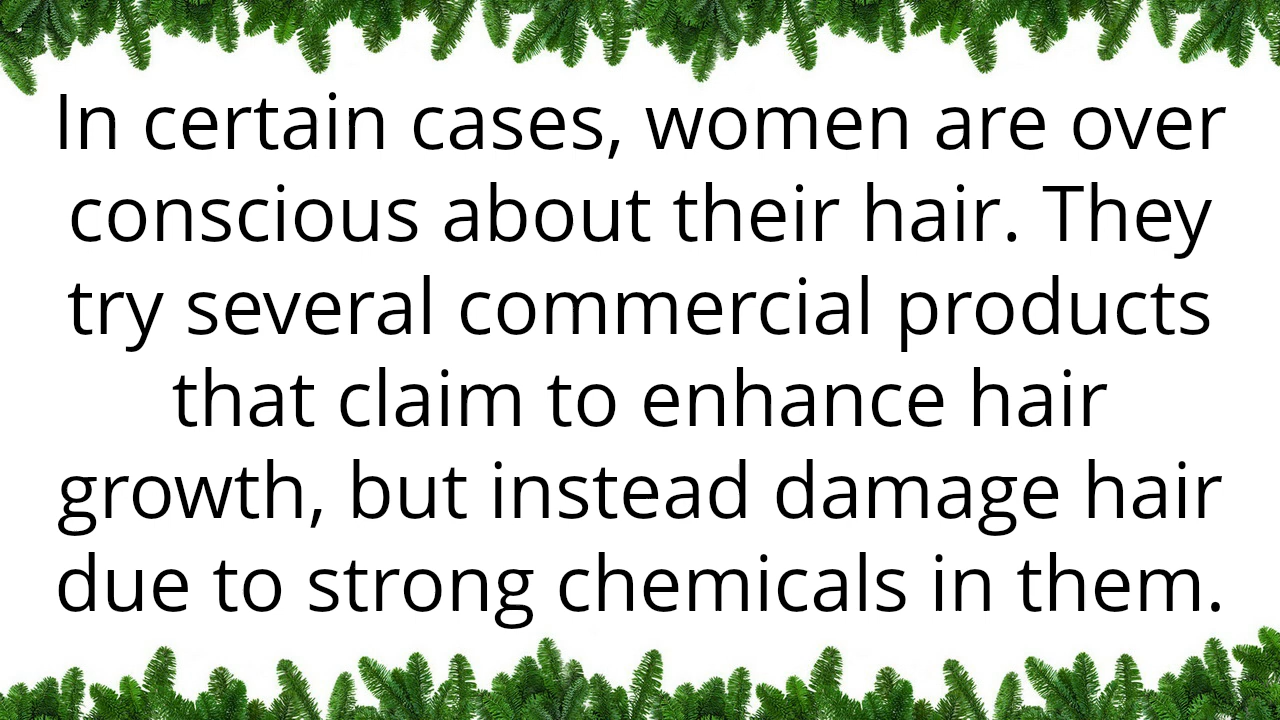 In certain cases, women are over
conscious about their hair. They
try several commercial products
that claim to enhance hair
growth, but instead damage hair
due to strong chemicals in them.